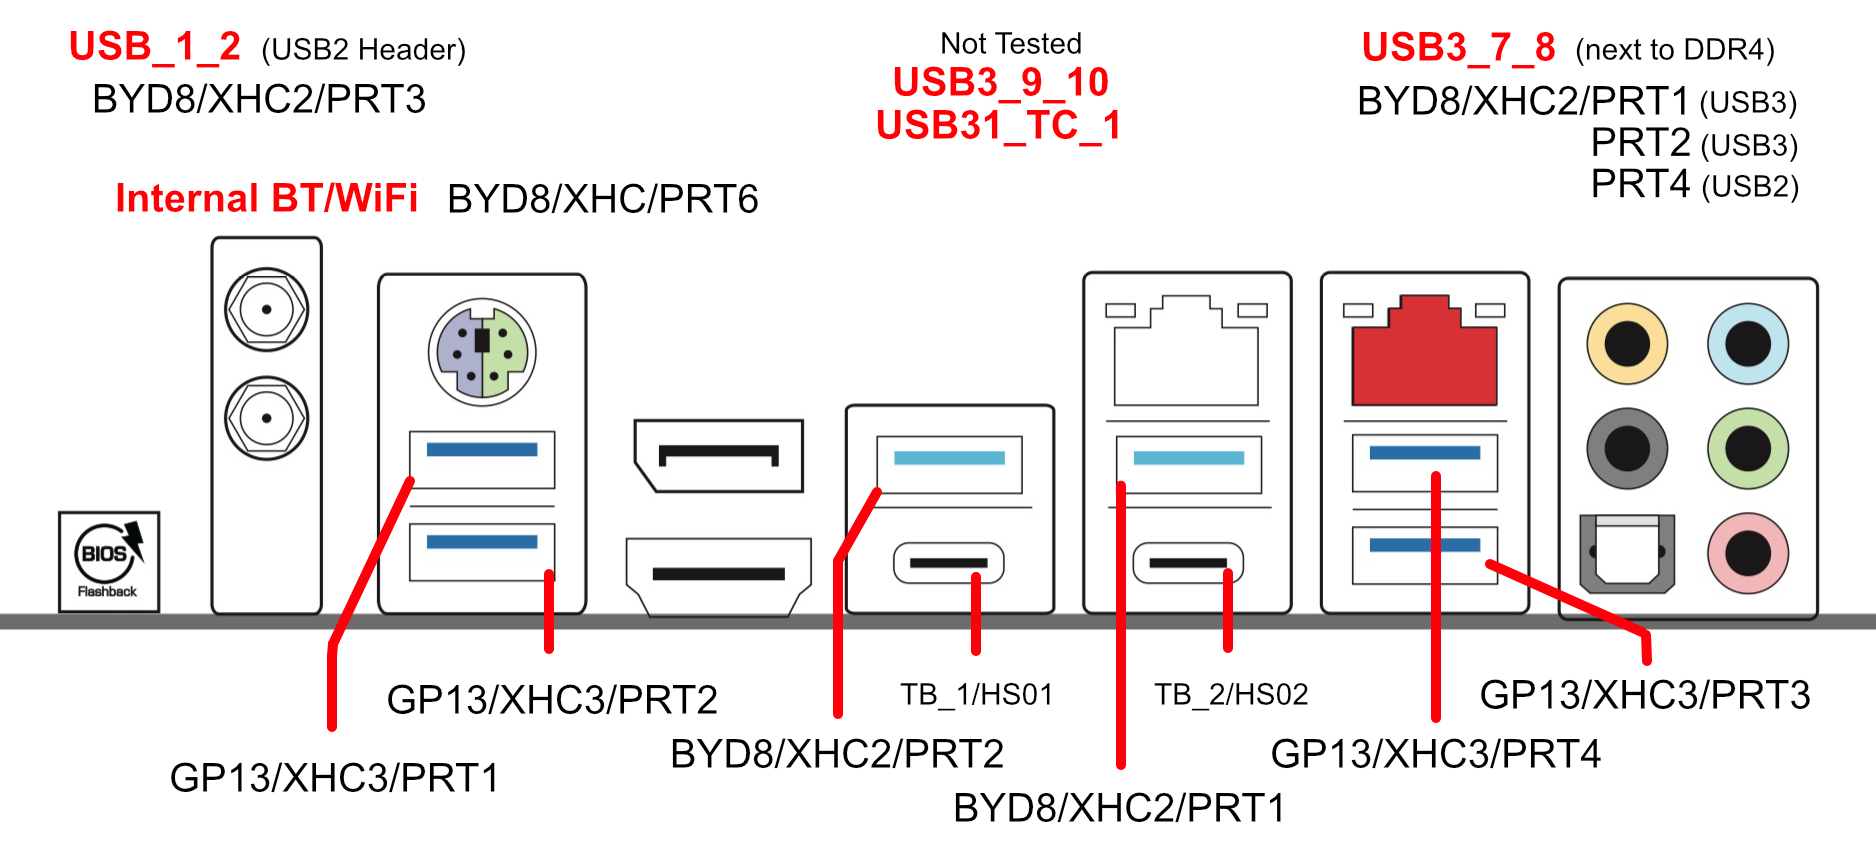 USB_1_2 (USB2 Header)
BYD8/XHC2/PRT3
Not Tested
USB3_9_10
USB31_TC_1
USB3_7_8 (next to DDR4)
BYD8/XHC2/PRT1 (USB3)
PRT2 (USB3)
PRT4 (USB2)
Internal BT/WiFi BYD8/XHC/PRT6
BIOS
Flashback
GP13/XHC3/PRT2
TB_1/HS01
TB_2/HS02
GP13/XHC3/PRT3
GP13/XHC3/PRT1
BYD8/XHC2/PRT2
GP13/XHC3/PRT4
BYD8/XHC2/PRT1